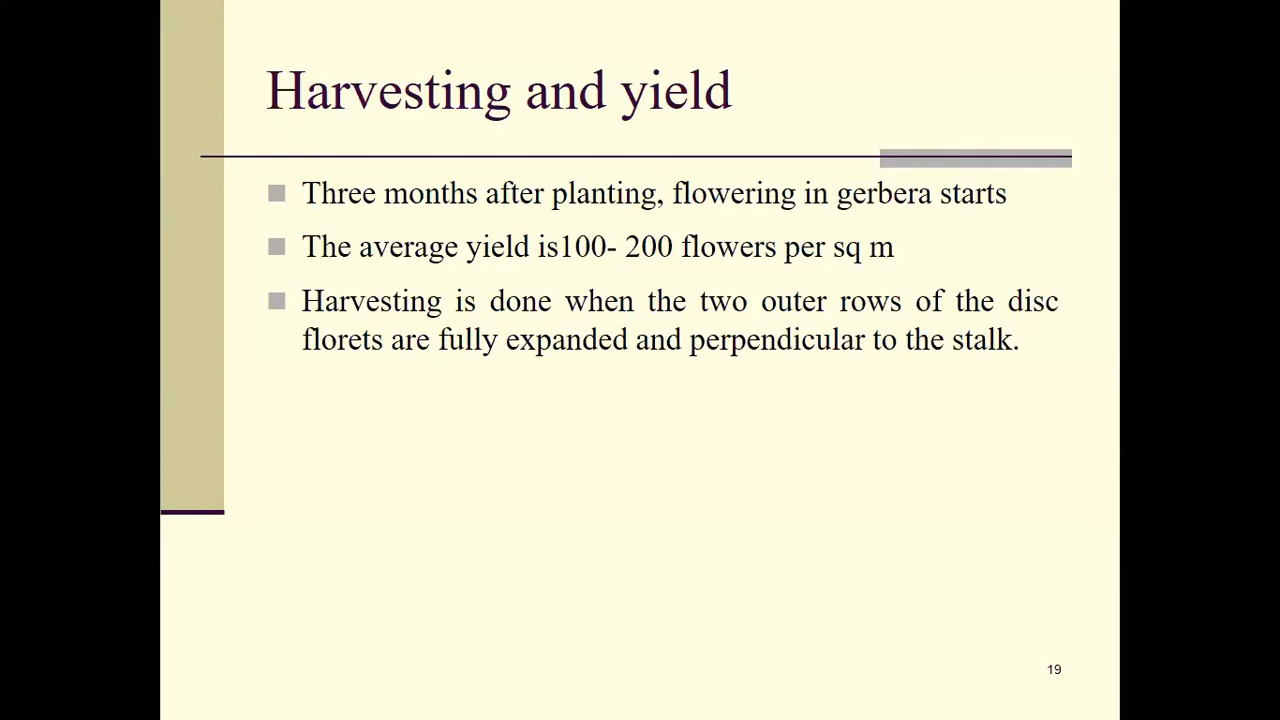 Harvesting and yield
Three months after planting, flowering in gerbera starts
The average yield is100- 200 flowers per sq m
Harvesting is done when the two outer rows of the disc
florets are fully expanded and perpendicular to the stalk.
19